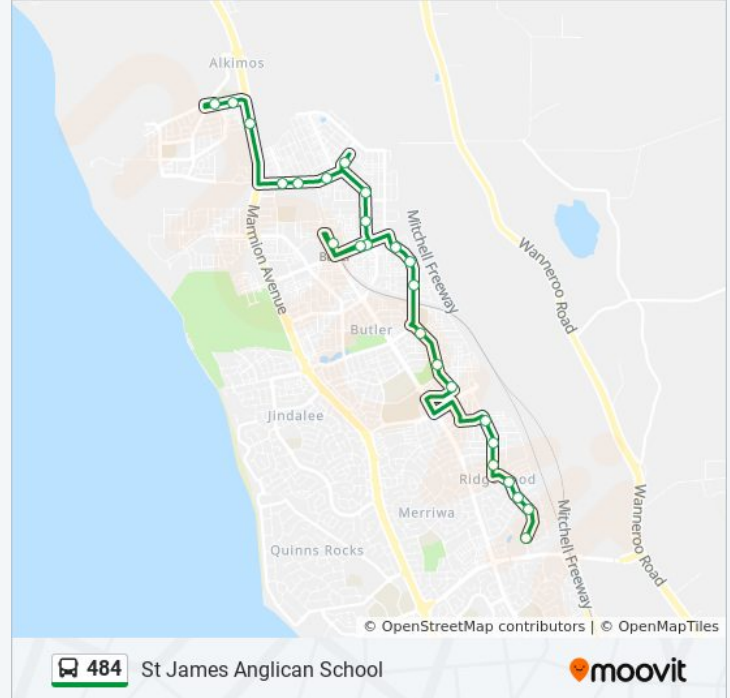 Alkimos
Mitchell Freeway
Wanneroo Road
Marmion Avenue
Butler
Jindalee
Merriwa
Quinns Rocks
Mitchell Freeway
Wanneroo Road
© OpenStreetMap contributors | © OpenMapTiles
484 St James Anglican School
moovit